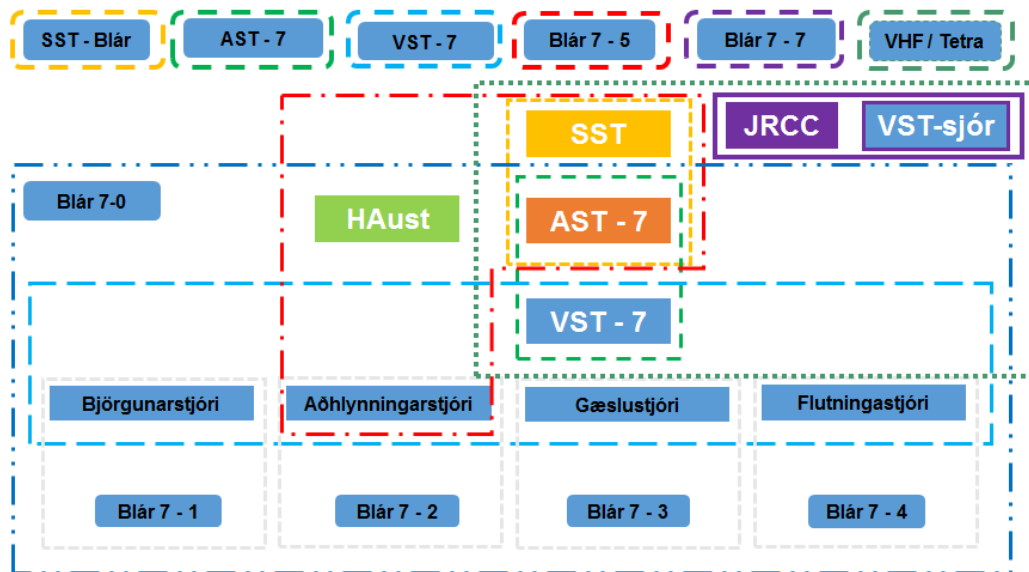 SST - Blár
AST - 7
VST - 7
Blár 7 - 5
Blár 7 - 7
VHF / Tetra
SST
JRCC
VST-sjór
Blár 7-0
HAust
AST - 7
VST - 7
Björgunarstjóri
Aðhlynningarstjóri
Gæslustjóri
Flutningastjóri
Blár 7 - 1
Blár 7 - 2
Blár 7 - 3
Blár 7 - 4